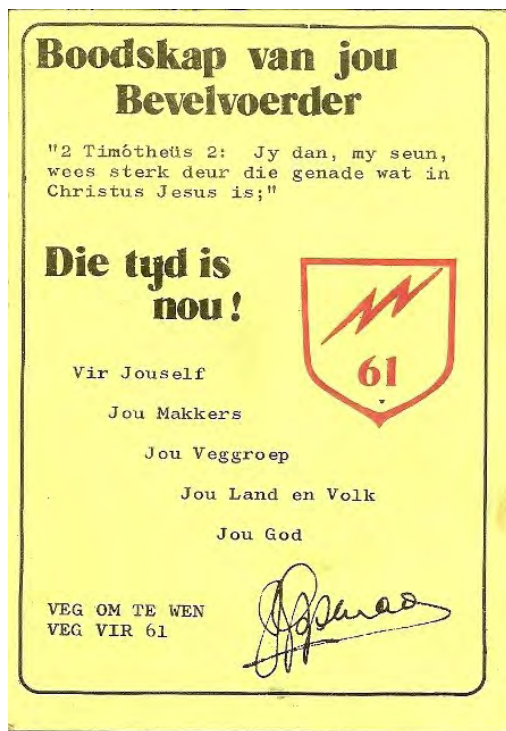 Boodskap van jou
Bevelvoerder
"2 Timótheüs 2: Jy dan, my seun,
wees sterk deur die genade wat in
Christus Jesus is;"
Die tyd is
nou!
61
Vir Jouself
Jou Makkers
Jou Veggroep
Jou Land en Volk
Jou God
VEG OM TE WEN
VEG VIR 61